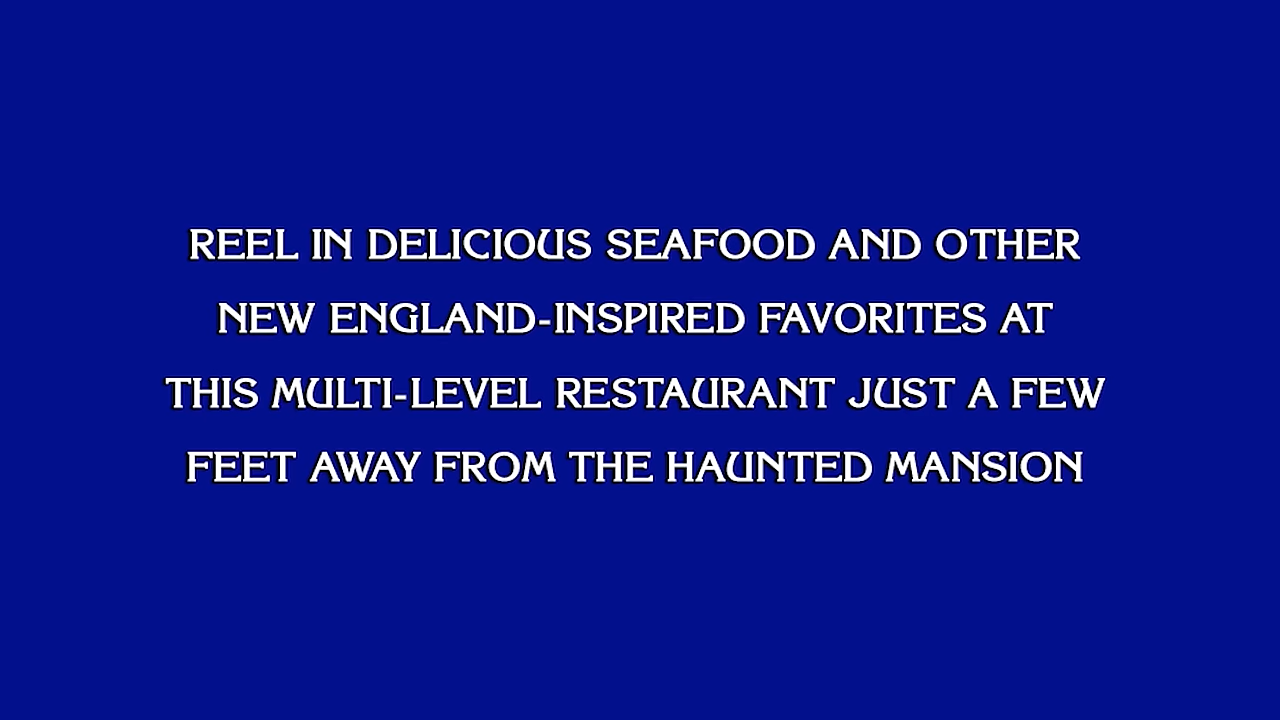 REEL IN DELICIOUS SEAFOOD AND OTHER
NEW ENGLAND-INSPIRED FAVORITES AT
THIS MULTI-LEVEL RESTAURANT JUST A FEW
FEET AWAY FROM THE HAUNTED MANSION